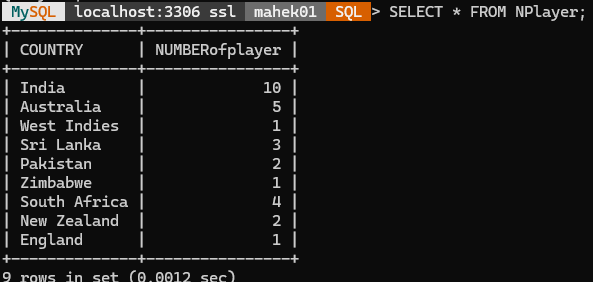 MySQL localhost:3306 ssl mahek01 SQL > SELECT * FROM NPlayer;
+--------------+----------------+
| COUNTRY      | NUMBERofplayer |
+--------------+----------------+
| India        |             10 |
| Australia    |              5 |
| West Indies  |              1 |
| Sri Lanka    |              3 |
| Pakistan     |              2 |
| Zimbabwe     |              1 |
| South Africa |              4 |
| New Zealand  |              2 |
| England      |              1 |
+--------------+----------------+
9 rows in set (0.0012 sec)